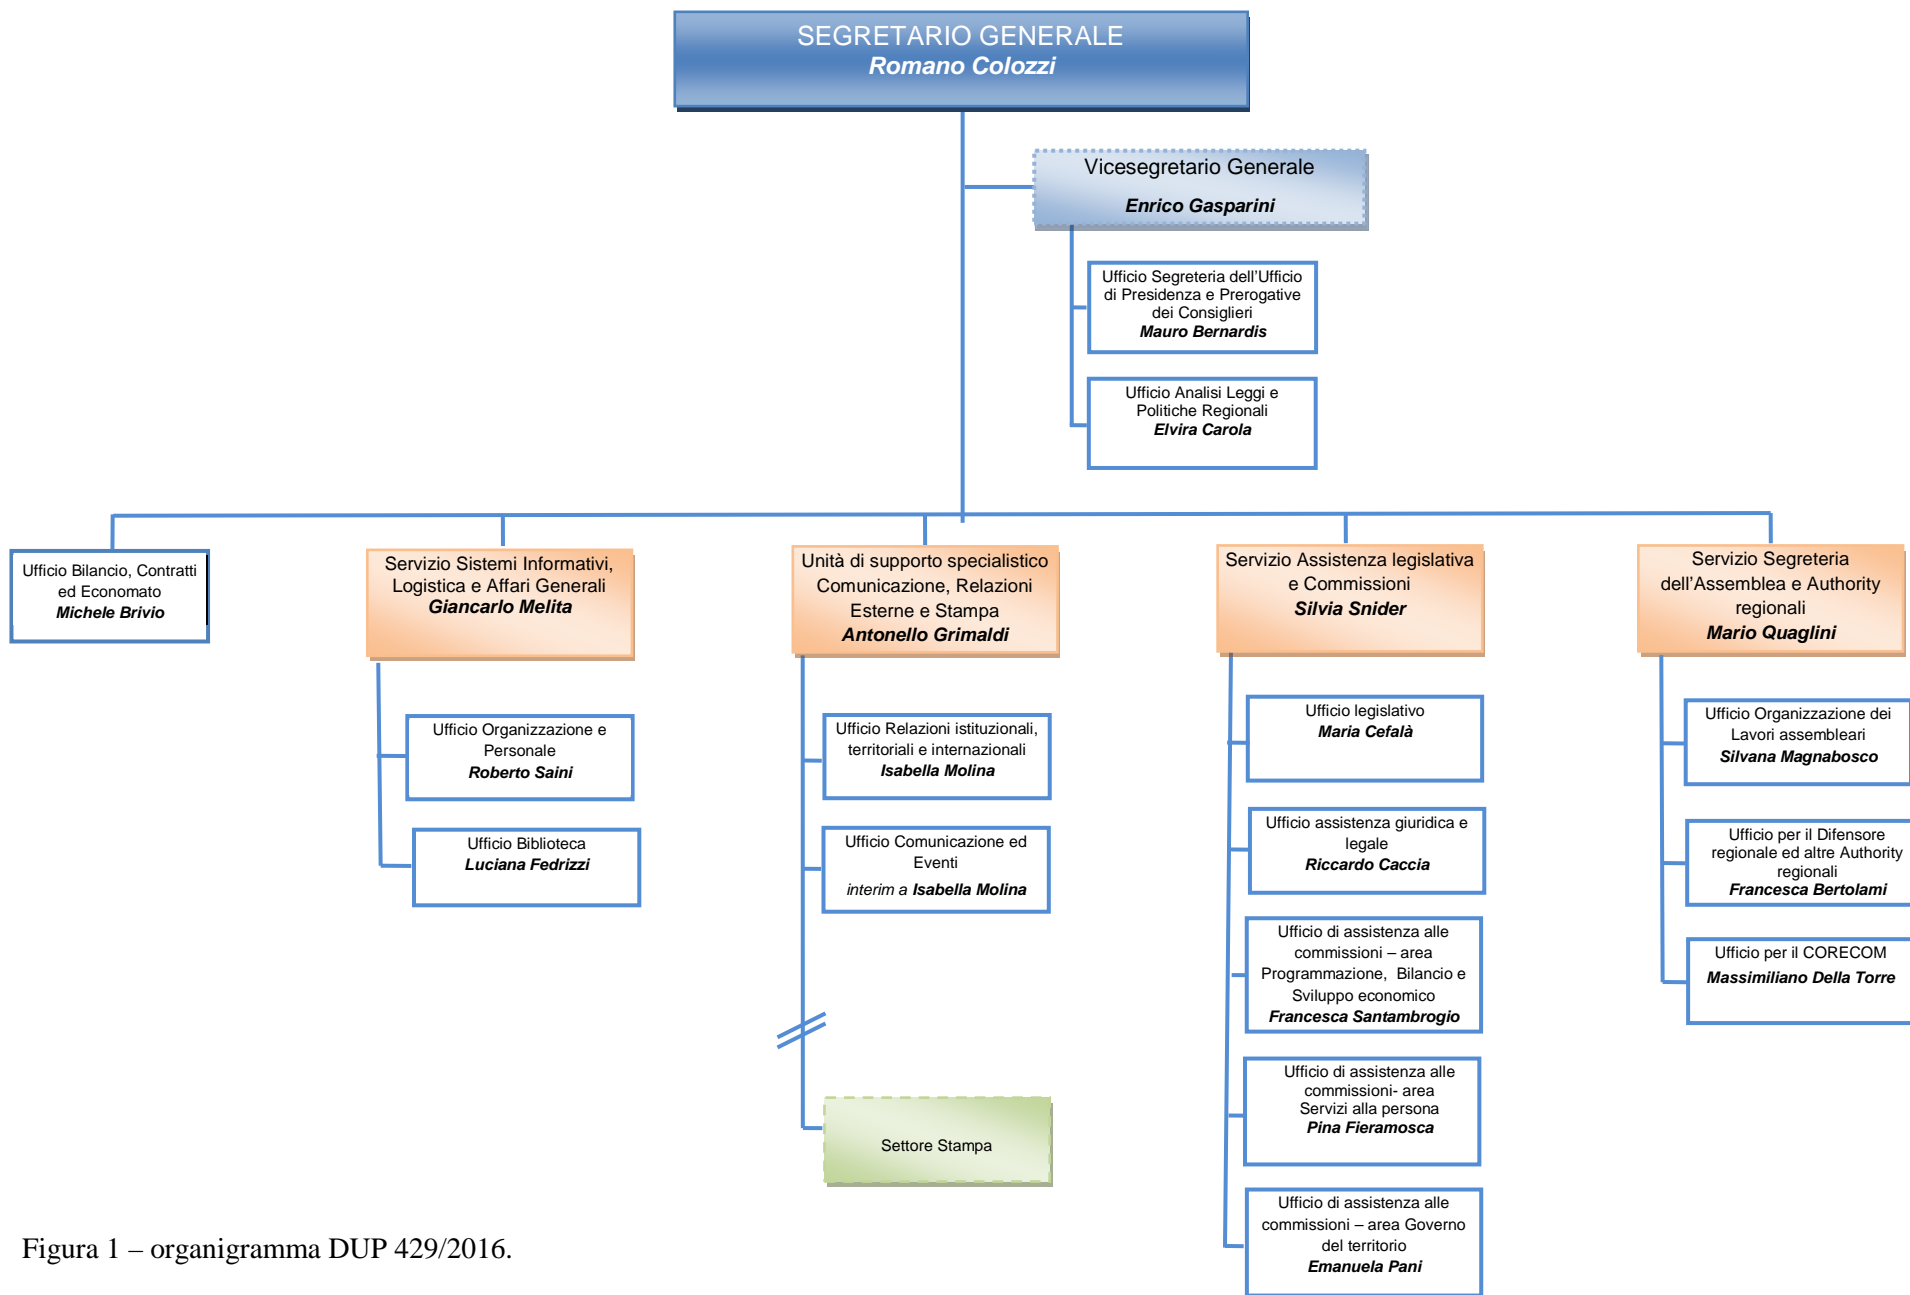 SEGRETARIO GENERALE
Romano Colozzi
Vicesegretario Generale
Enrico Gasparini
Ufficio Segreteria dell’Ufficio
di Presidenza e Prerogative
dei Consiglieri
Mauro Bernardis
Ufficio Analisi Leggi e
Politiche Regionali
Elvira Carola
Ufficio Bilancio, Contratti
ed Economato
Michele Brivio
Servizio Sistemi Informativi,
Logistica e Affari Generali
Giancarlo Melita
Ufficio Organizzazione e
Personale
Roberto Saini
Ufficio Biblioteca
Luciana Fedrizzi
Unità di supporto specialistico
Comunicazione, Relazioni
Esterne e Stampa
Antonello Grimaldi
Ufficio Relazioni istituzionali,
territoriali e internazionali
Isabella Molina
Ufficio Comunicazione ed
Eventi
interim a Isabella Molina
Settore Stampa
Servizio Assistenza legislativa
e Commissioni
Silvia Snider
Ufficio legislativo
Maria Cefalà
Ufficio assistenza giuridica e
legale
Riccardo Caccia
Ufficio di assistenza alle
commissioni – area
Programmazione, Bilancio e
Sviluppo economico
Francesca Santambrogio
Ufficio di assistenza alle
commissioni- area
Servizi alla persona
Pina Fieramosca
Ufficio di assistenza alle
commissioni – area Governo
del territorio
Emanuela Pani
Servizio Segreteria
dell’Assemblea e Authority
regionali
Mario Quaglini
Ufficio Organizzazione dei
Lavori assembleari
Silvana Magnabosco
Ufficio per il Difensore
regionale ed altre Authority
regionali
Francesca Bertolami
Ufficio per il CORECOM
Massimiliano Della Torre
Figura 1 – organigramma DUP 429/2016.